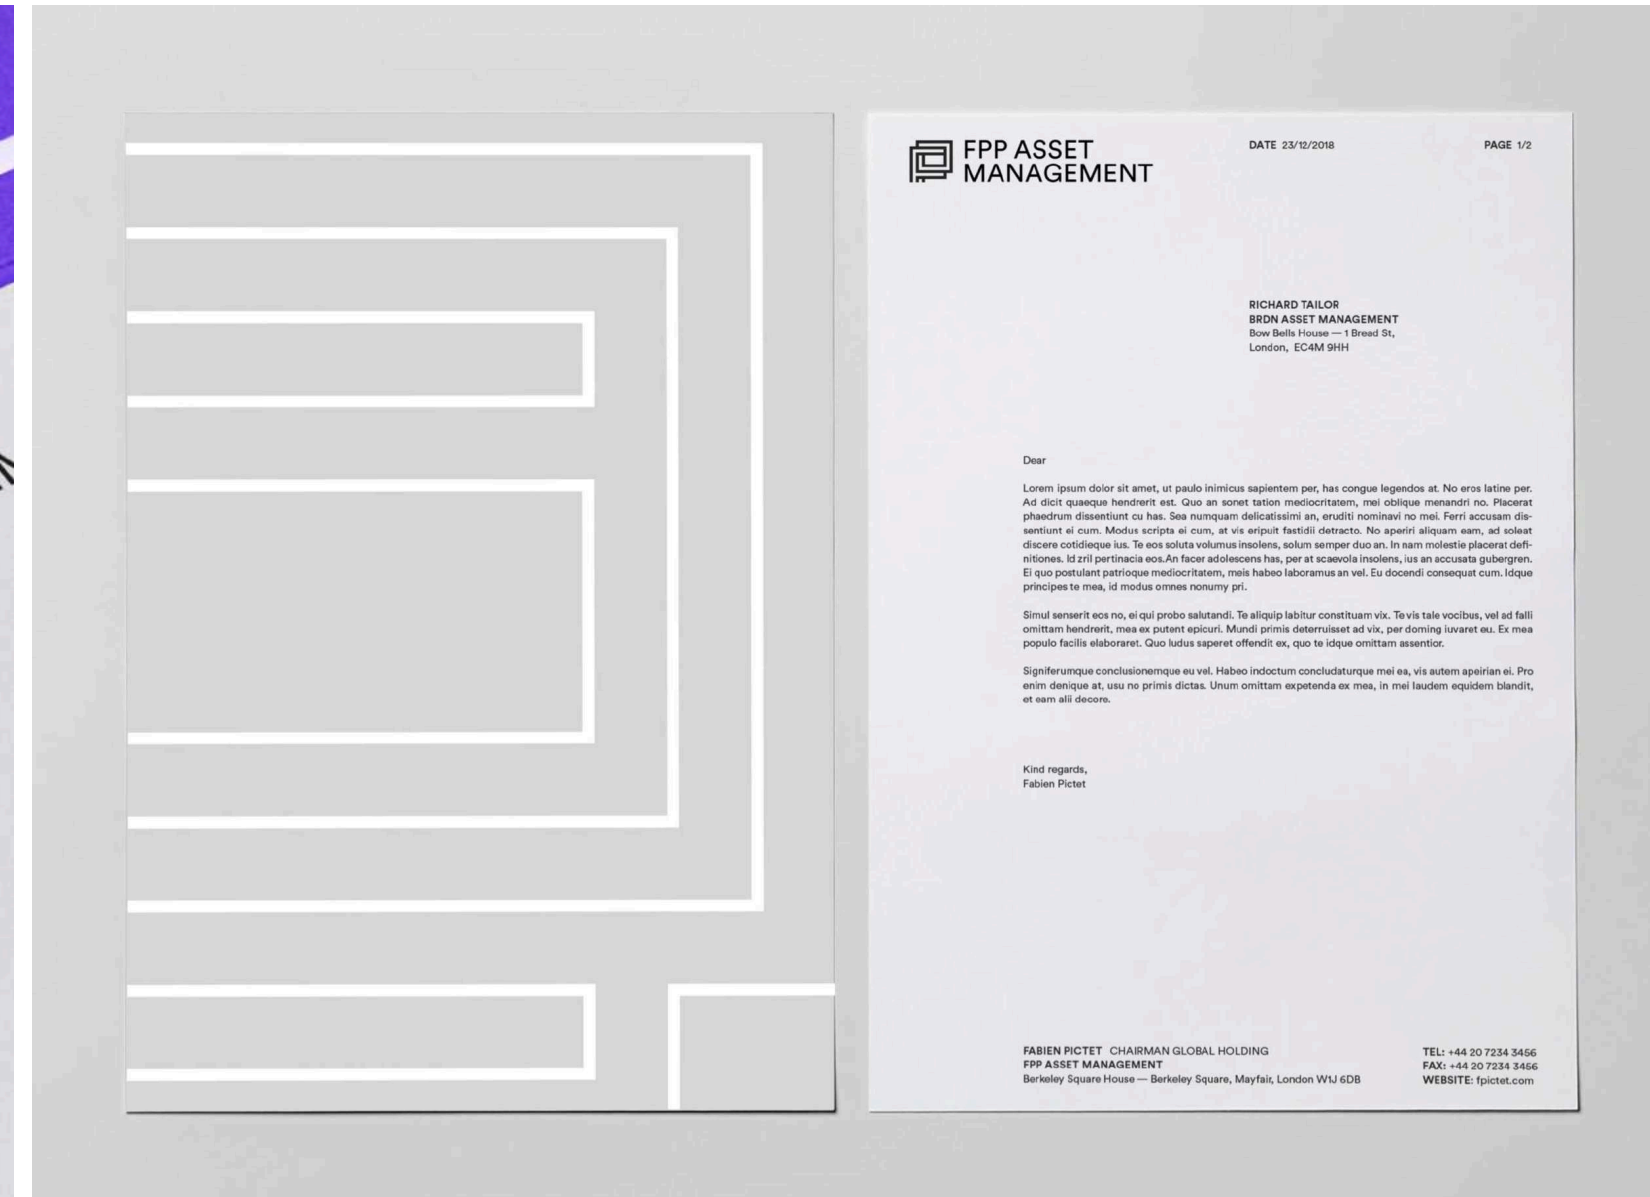 FPP ASSET
MANAGEMENT
DATE 23/12/2018
PAGE 1/2
RICHARD TAILOR
BRDN ASSET MANAGEMENT
Bow Bells House — 1 Bread St,
London, EC4M 9HH
Dear
Lorem ipsum dolor sit amet, ut paulo inimicus sapientem per, has congue legendos at. No eros latine per.
Ad dicit quaeque hendrerit est. Quo an sonet tation mediocritatem, mei oblique menandri no. Placerat
phaedrum dissentiunt cu has. Sea numquam delicatissimi an, eruditi nominavi no mei. Ferri accusam dis-
sentiunt ei cum. Modus scripta ei cum, at vis eripuit fastidii detracto. No aperiri aliquam eam, ad soleat
discere cotidieque ius. Te eos soluta volumus insolens, solum semper duo an. In nam molestie placerat defi-
nitiones. Id zril pertinacia eos.An facer adolescens has, per at scaevola insolens, ius an accusata gubergren.
Ei quo postulant patrioque mediocritatem, meis habeo laboramus an vel. Eu docendi consequat cum. Idque
principes te mea, id modus omnes nonumy pri.
Simul senserit eos no, ei qui probo salutandi. Te aliquip labitur constituam vix. Te vis tale vocibus, vel ad falli
omittam hendrerit, mea ex putent epicuri. Mundi primis deterruisset ad vix, per doming iuvaret eu. Ex mea
populo facilis elaboraret. Quo ludus saperet offendit ex, quo te idque omittam assentior.
Signiferumque conclusionemque eu vel. Habeo indoctum concludaturque mei ea, vis autem apeirian ei. Pro
enim denique at, usu no primis dictas. Unum omittam expetenda ex mea, in mei laudem equidem blandit,
et eam alii decore.
Kind regards,
Fabien Pictet
FABIEN PICTET CHAIRMAN GLOBAL HOLDING
FPP ASSET MANAGEMENT
Berkeley Square House — Berkeley Square, Mayfair, London W1J 6DB
TEL: +44 20 7234 3456
FAX: +44 20 7234 3456
WEBSITE: fpictet.com